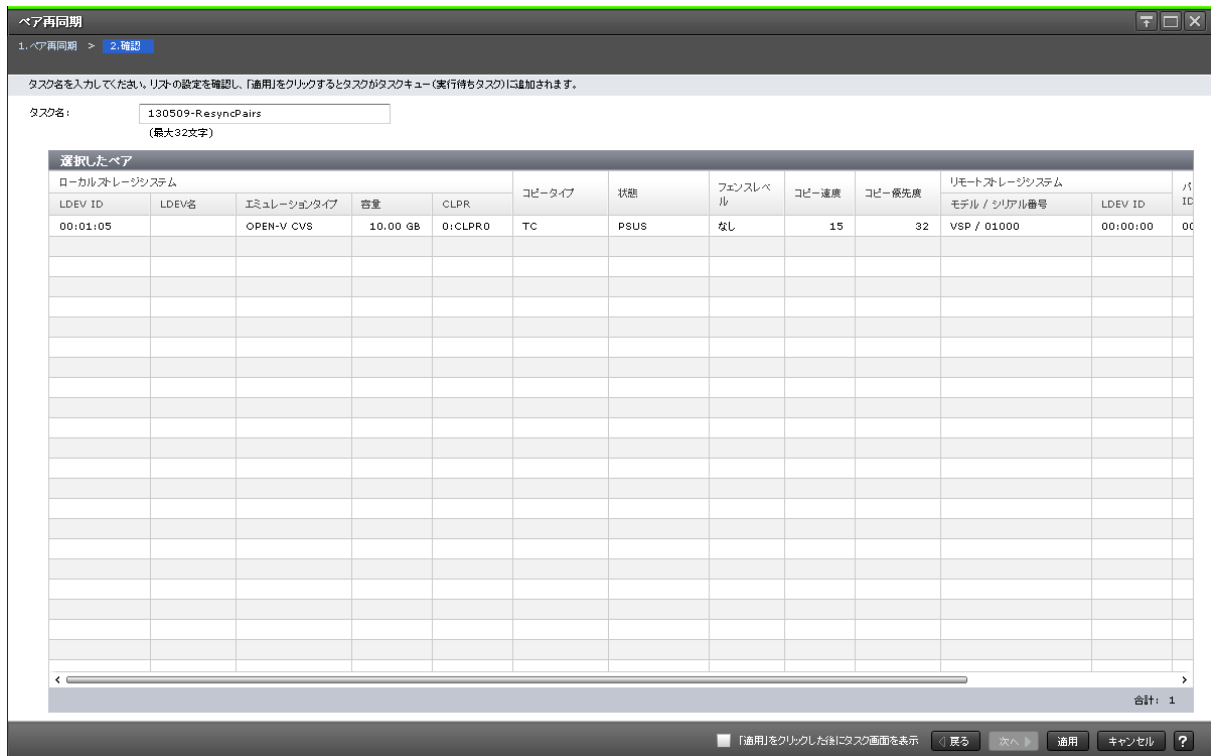 ペア再同期
1.ペア再同期 > 2.確認
タスク名を入力してください。リストの設定を確認し、「適用」をクリックするとタスクがタスクキュー(実行待ちタスク)に追加されます。
タスク名: 130509-ResyncPairs
(最大32文字)
選択したペア
ローカルストレージシステム コピータイプ 状態 フェンスレベル コピー速度 コピー優先度 リモートストレージシステム パ
LDEV ID LDEV名 エミュレーションタイプ 容量 CLPR モデル / シリアル番号 LDEV ID ID
00:01:05 OPEN-V CVS 10.00 GB 0:CLPR0 TC PSUS なし 15 32 VSP / 01000 00:00:00 00
合計: 1
「適用」をクリックした後にタスク画面を表示 戻る 次へ 適用 キャンセル ?